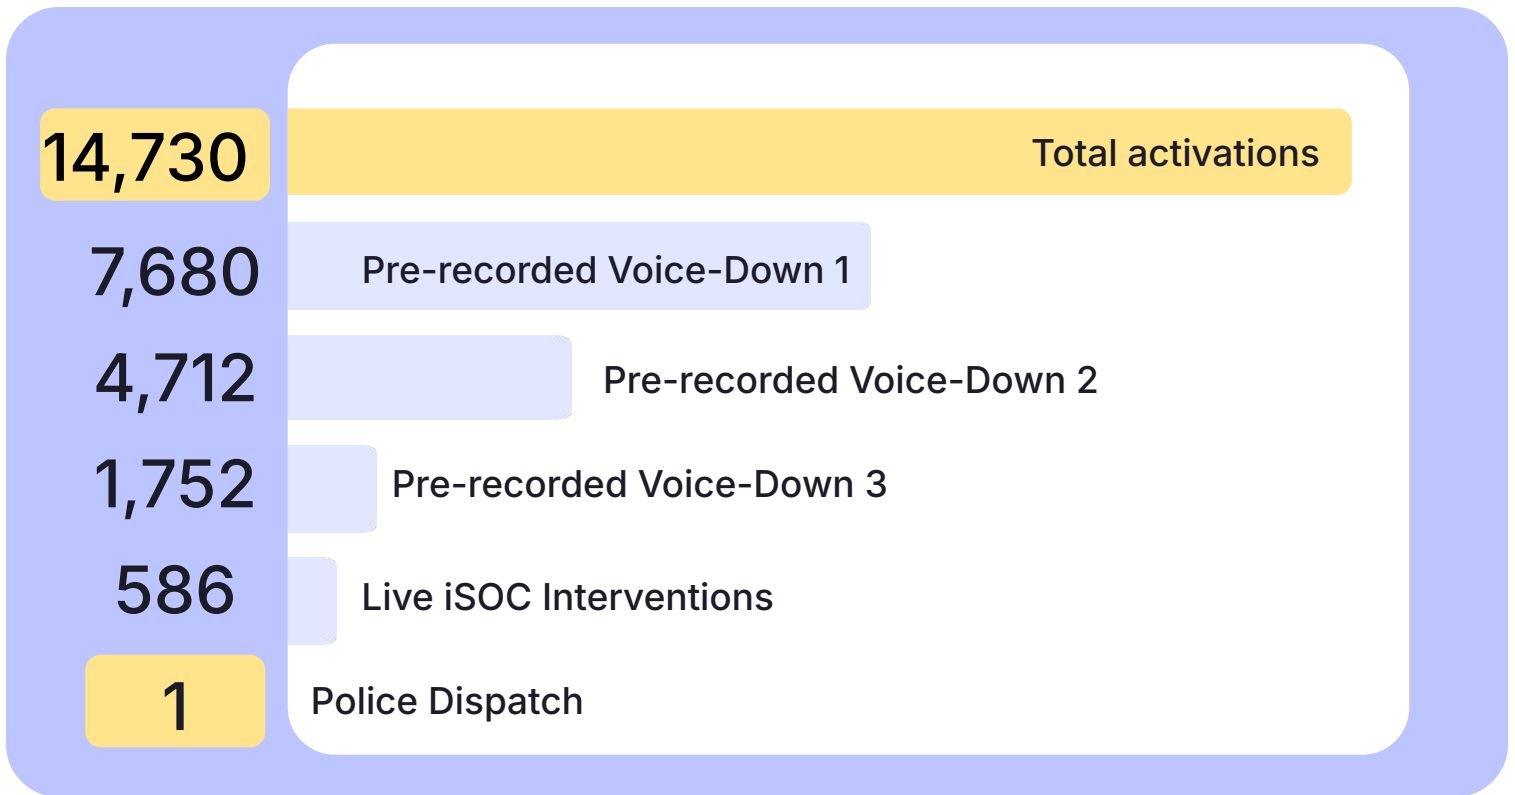 14,730 Total activations
7,680 Pre-recorded Voice-Down 1
4,712 Pre-recorded Voice-Down 2
1,752 Pre-recorded Voice-Down 3
586 Live iSOC Interventions
1 Police Dispatch